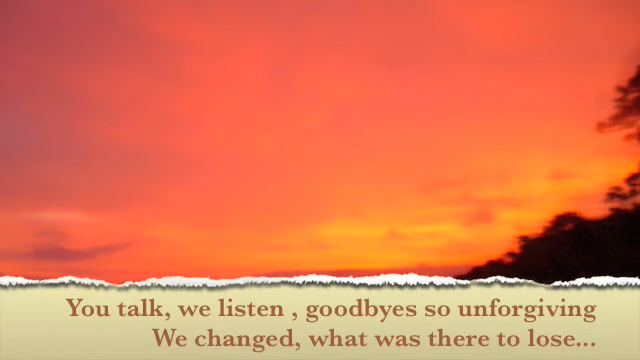 You talk, we listen , goodbyes so unforgiving
We changed, what was there to lose...